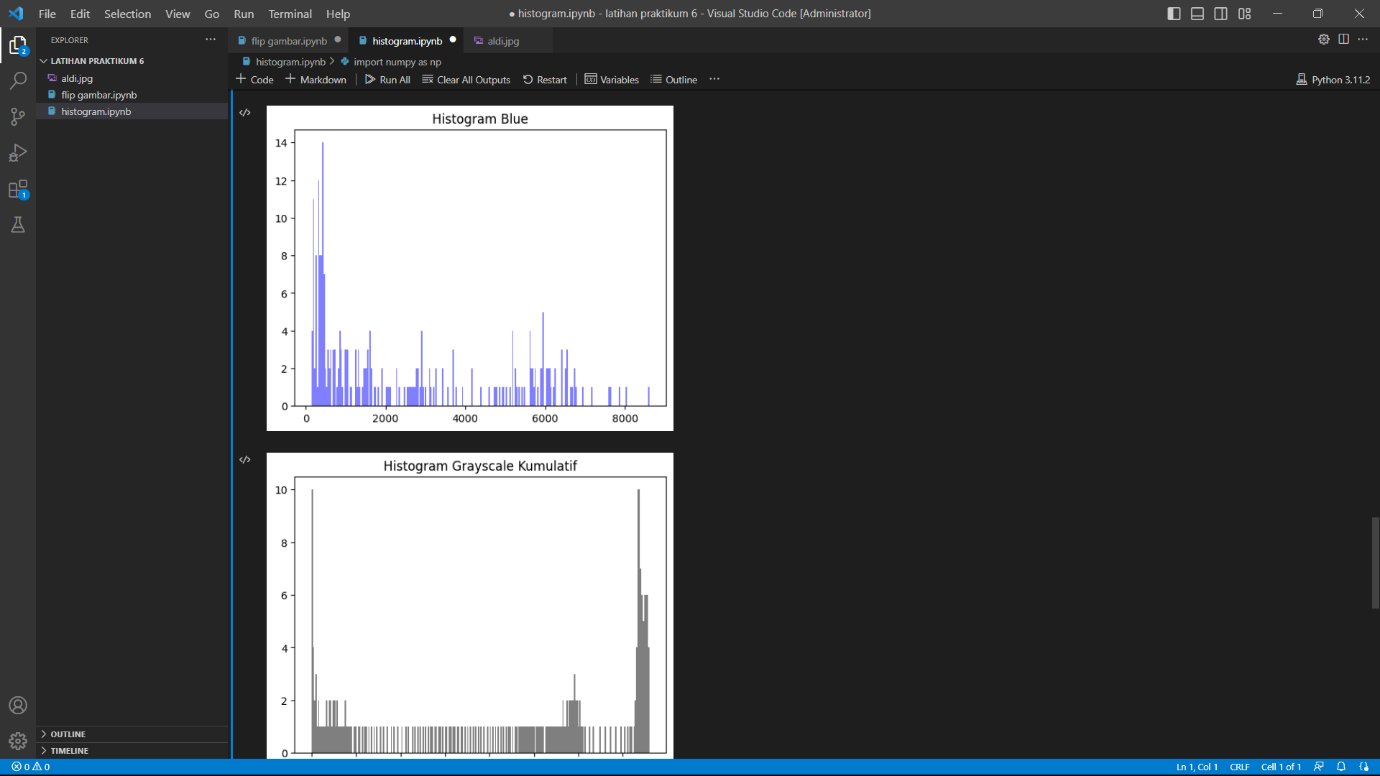 File Edit Selection View Go Run Terminal Help
● histogram.ipynb - latihan praktikum 6 - Visual Studio Code [Administrator]
EXPLORER
flip gambar.ipynb
histogram.ipynb
aldi.jpg
2
LATIHAN PRAKTIKUM 6
histogram.ipynb > import numpy as np
aldi.jpg
flip gambar.ipynb
histogram.ipynb
Code
Markdown
Run All
Clear All Outputs
Restart
Variables
Outline
Python 3.11.2
1
Histogram Blue
14
12
10
8
6
4
2
0
0 2000 4000 6000 8000
Histogram Grayscale Kumulatif
10
8
6
4
2
0
OUTLINE
TIMELINE
0 0
Ln 1, Col 1
CRLF
Cell 1 of 1